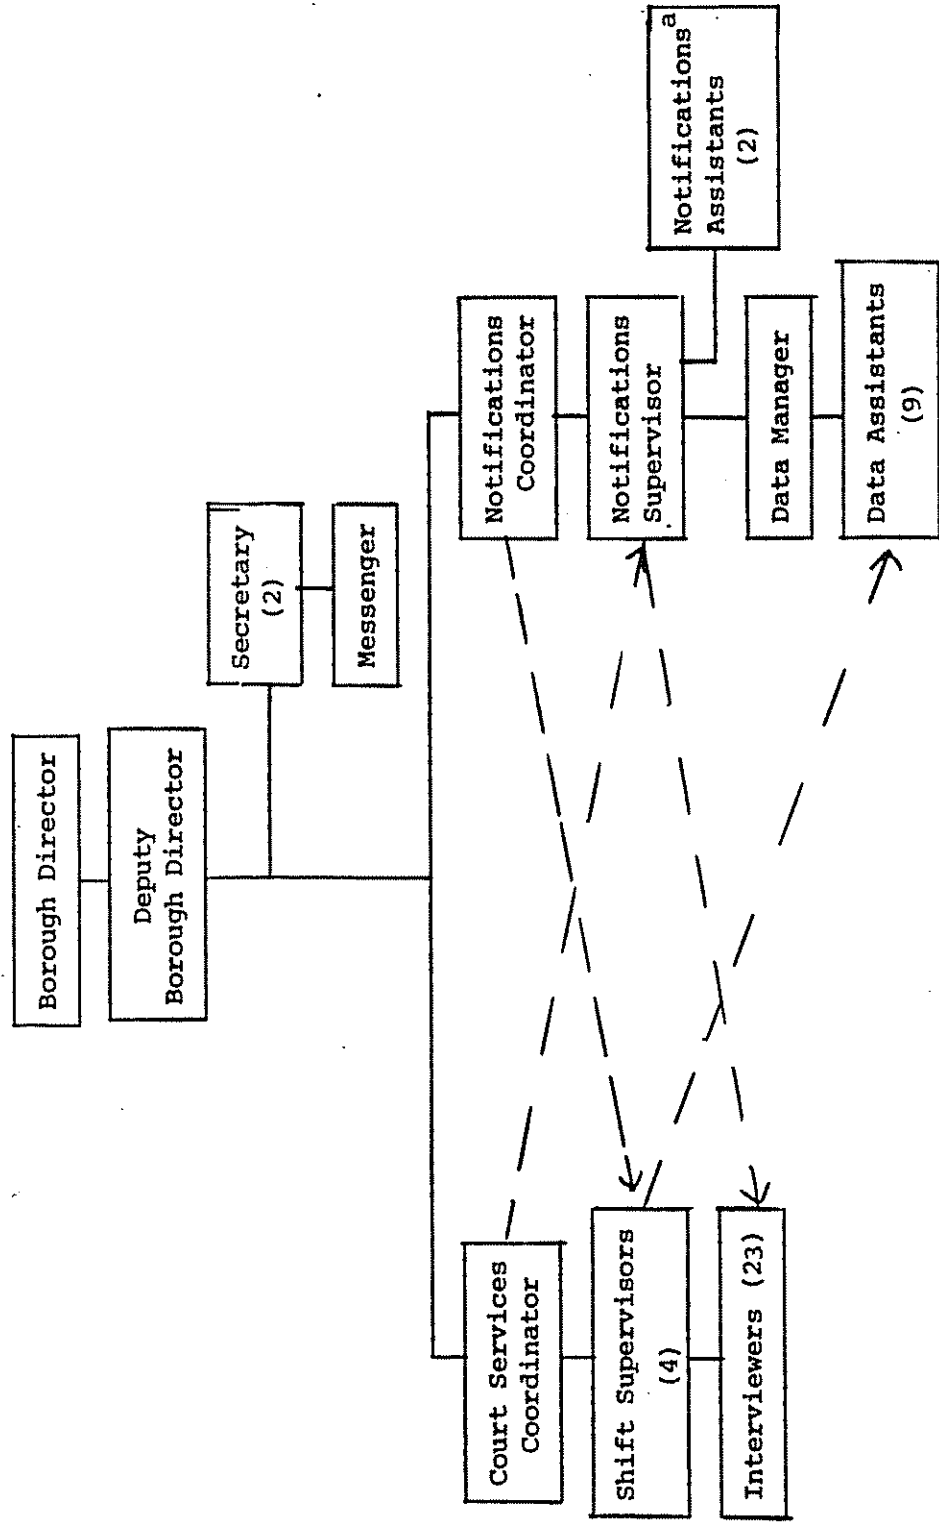 Borough Director
Deputy
Borough Director
Secretary
(2)
Messenger
Court Services
Coordinator
Shift Supervisors
(4)
Interviewers (23)
Notifications
Coordinator
Notifications
Supervisor
Notifications a
Assistants
(2)
Data Manager
Data Assistants
(9)